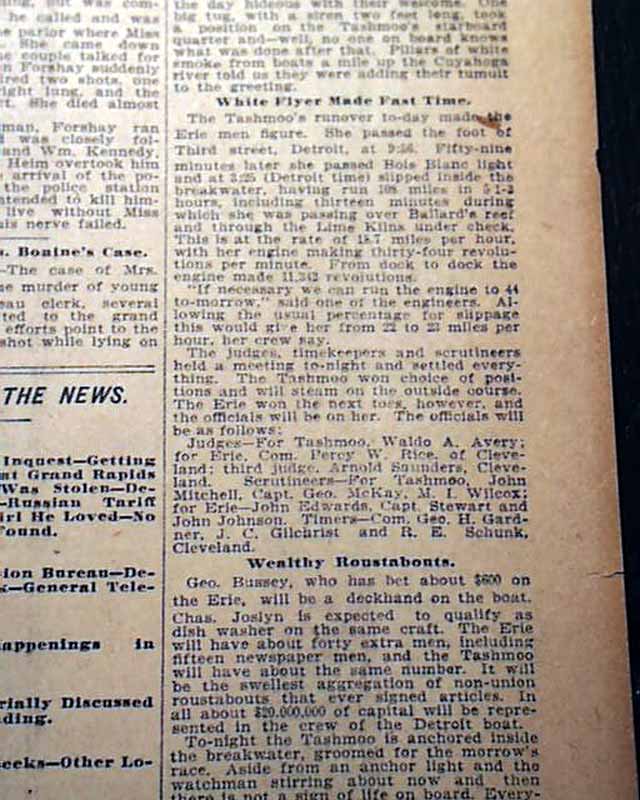 ng, but was com-
he called and was
e parlor where Miss
She came down
e couple talked for
n Forshay suddenly
ired two shots, one
right lung, and the
rt. She died almost
man, Forshay ran
was closely fol-
and Wm. Kennedy,
Heim overtook him
e arrival of the po-
the police station
ntended to kill him-
live without Miss
is nerve failed.
s. Bonine's Case.
—The case of Mrs.
e murder of young
eau clerk, several
ted to the grand
efforts point to the
shot while lying on
THE NEWS.
Inquest—Getting
at Grand Rapids
Was Stolen—De-
—Russian Tariff
irl He Loved—No
Found.
sion Bureau—De-
k—General Tele-
appenings in
rially Discussed
ding.
eeks—Other Lo-
the day hideous with their welcome. One
big tug, with a siren two feet long, took
a position on the Tashmoo's starboard
quarter and—well, no one on board knows
what was done after that. Pillars of white
smoke from boats a mile up the Cuyahoga
river told us they were adding their tumult
to the greeting.
White Flyer Made Fast Time.
The Tashmoo's runover to-day made the
Erie men figure. She passed the foot of
Third street, Detroit, at 9:56. Fifty-nine
minutes later she passed Bois Blanc light
and at 3:25 (Detroit time) slipped inside the
breakwater, having run 108 miles in 5 1-2
hours, including thirteen minutes during
which she was passing over Ballard's reef
and through the Lime Kilns under check.
This is at the rate of 18.7 miles per hour,
with her engine making thirty-four revolu-
tions per minute. From dock to dock the
engine made 11,342 revolutions.
"If necessary we can run the engine to 44
to-morrow," said one of the engineers. Al-
lowing the usual percentage for slippage
this would give her from 22 to 23 miles per
hour, her crew say.
The judges, timekeepers and scrutineers
held a meeting to-night and settled every-
thing. The Tashmoo won choice of posi-
tions and will steam on the outside course.
The Erie won the next toss, however, and
the officials will be on her. The officials will
be as follows:
Judges—For Tashmoo, Waldo A. Avery;
for Erie, Com. Percy W. Rice, of Cleve-
land; third judge, Arnold Saunders, Cleve-
land. Scrutineers—For Tashmoo, John
Mitchell, Capt. Geo. McKay, M. I. Wilcox;
for Erie—John Edwards, Capt. Stewart and
John Johnson. Timers—Com. Geo. H. Gard-
ner, J. C. Gilchrist and R. E. Schunk,
Cleveland.
Wealthy Roustabouts.
Geo. Bussey, who has bet about $600 on
the Erie, will be a deckhand on the boat.
Chas. Joslyn is expected to qualify as
dish washer on the same craft. The Erie
will have about forty extra men, including
fifteen newspaper men, and the Tashmoo
will have about the same number. It will
be the swellest aggregation of non-union
roustabouts that ever signed articles. In
all about $20,000,000 of capital will be repre-
sented in the crew of the Detroit boat.
To-night the Tashmoo is anchored inside
the breakwater, groomed for the morrow's
race. Aside from an anchor light and the
watchman stirring about now and then
there is not a sign of life on board. Every-